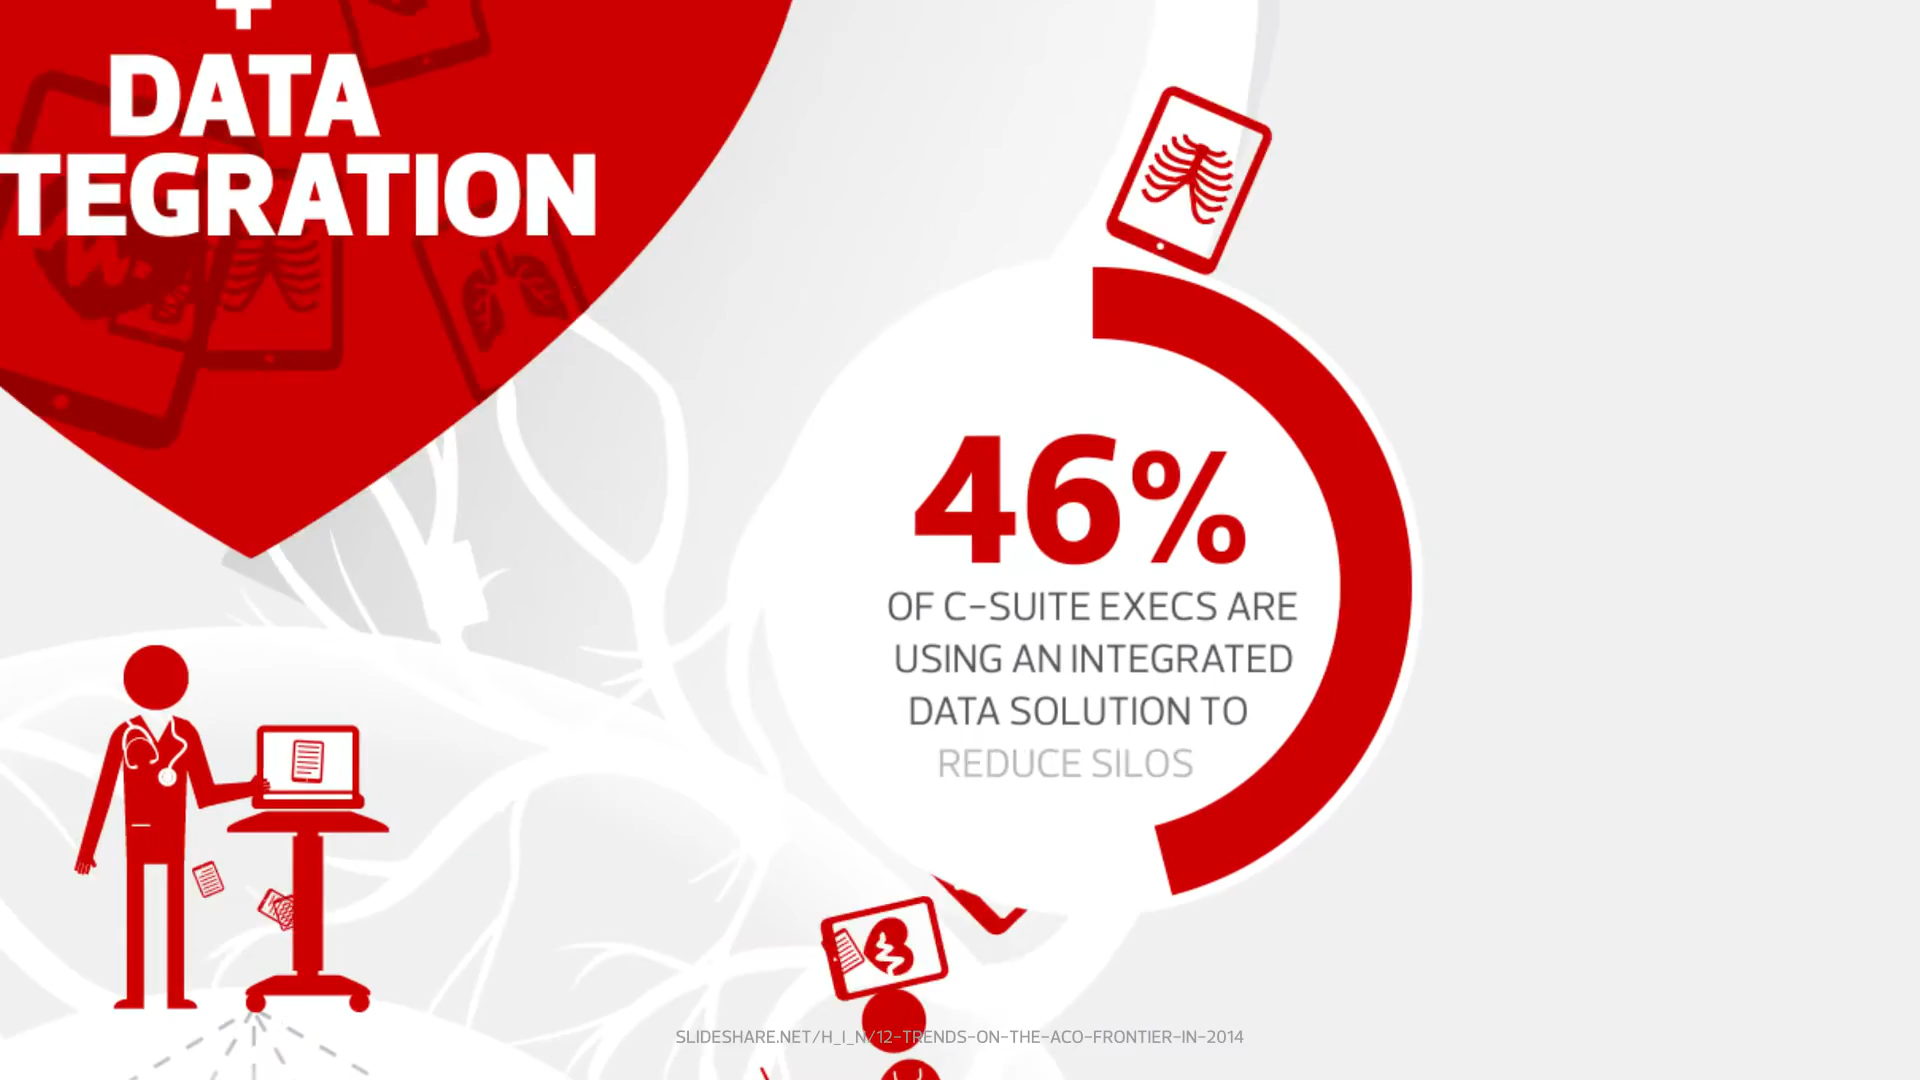 +
DATA
TEGRATION
46%
OF C-SUITE EXECS ARE
USING AN INTEGRATED
DATA SOLUTION TO
REDUCE SILOS
SLIDESHARE.NET/H_I_N/12-TRENDS-ON-THE-ACO-FRONTIER-IN-2014